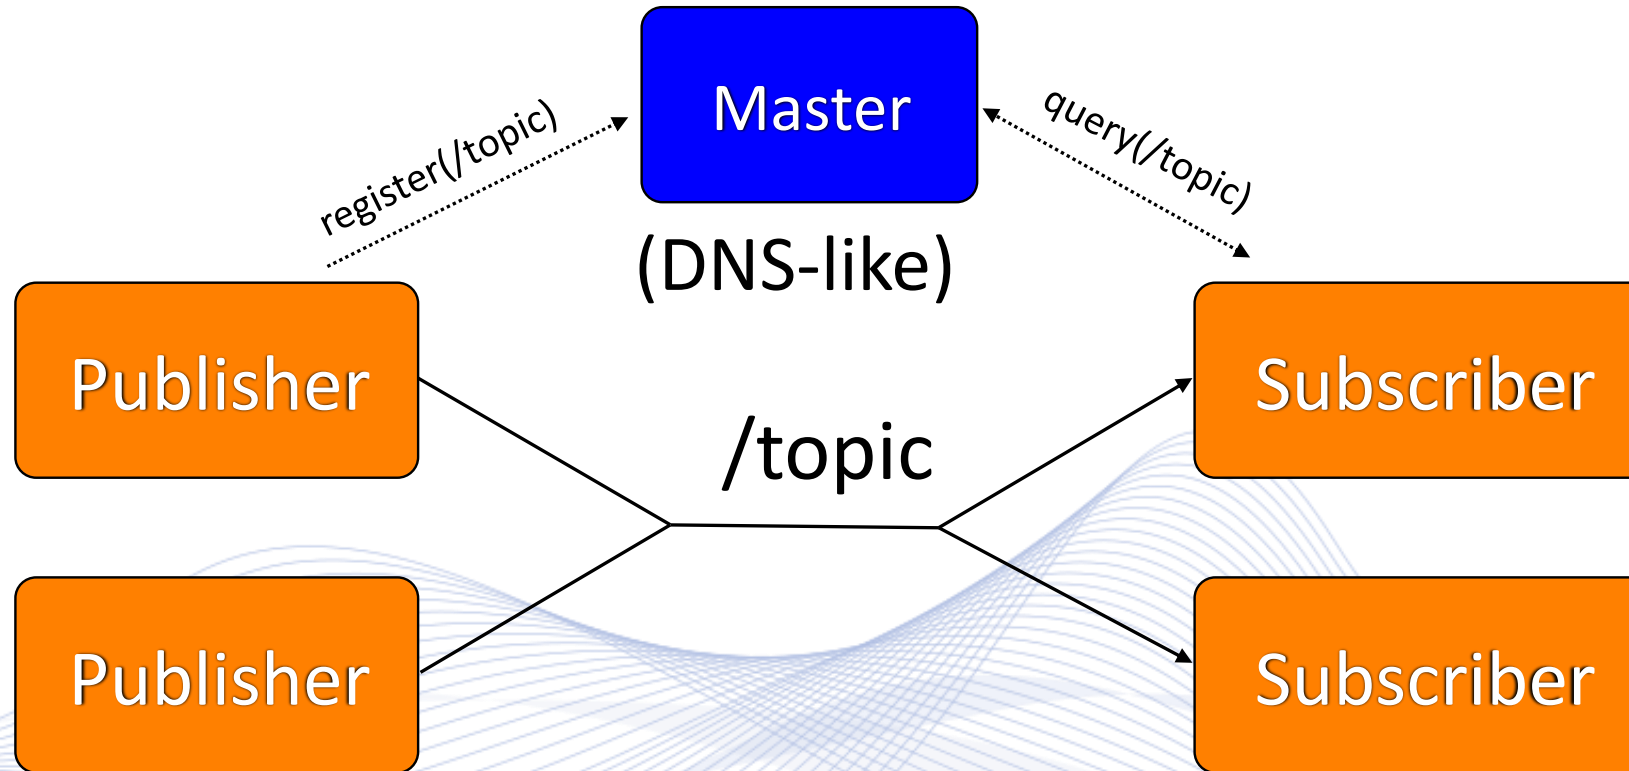 Master
register(/topic)
query(/topic)
(DNS-like)
Publisher
Subscriber
/topic
Publisher
Subscriber